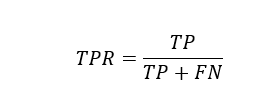 TPR = TP / (TP + FN)